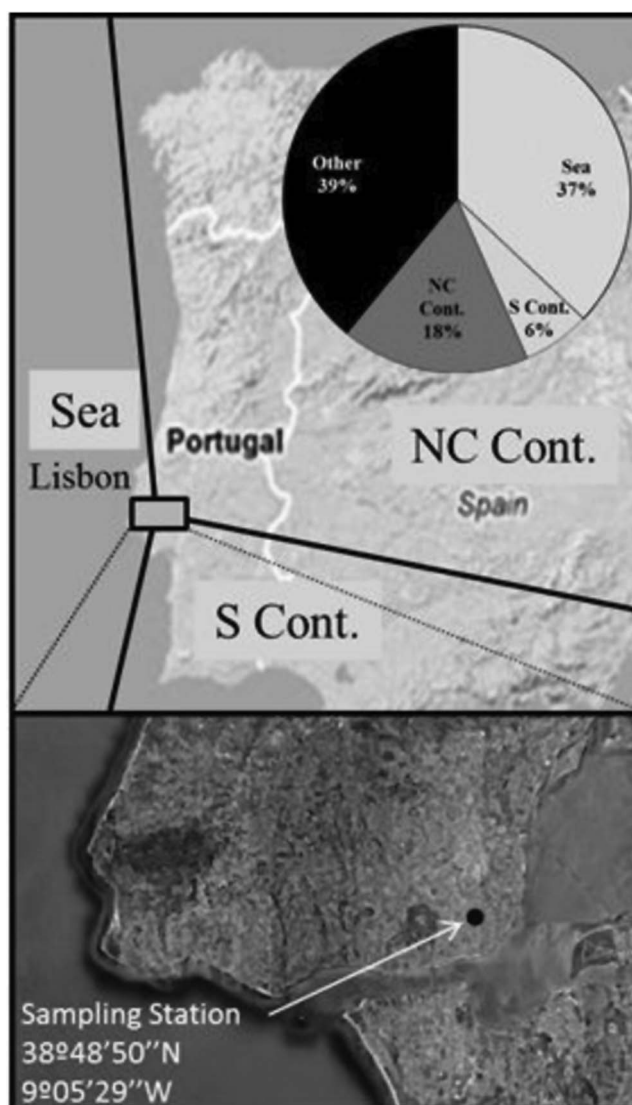 Other
39%
Sea
37%
NC
Cont.
18%
S Cont.
6%
Sea
Portugal
NC Cont.
Lisbon
Spain
S Cont.
Sampling Station
38º48’50’’N
9º05’29’’W